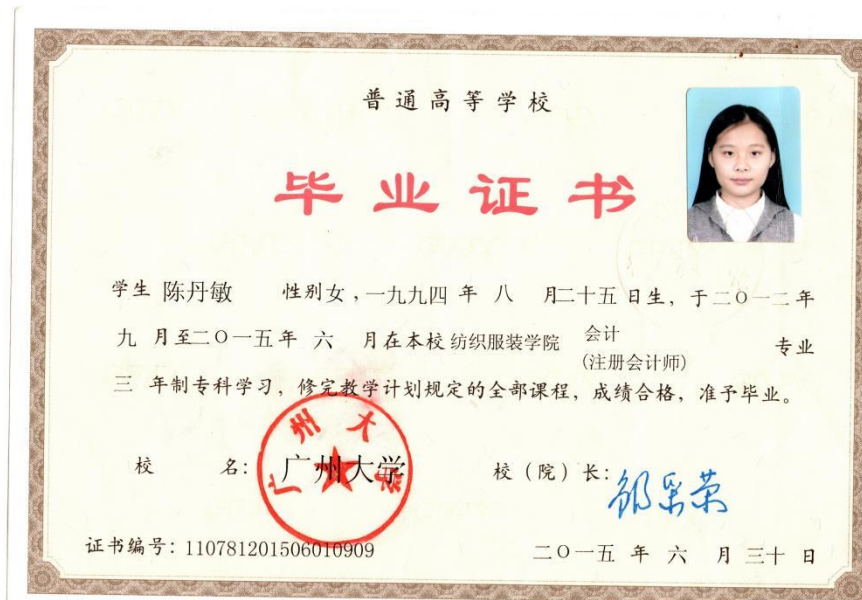 普通高等学校
毕业证书
学生 陈丹敏 性别女，一九九四 年 八 月二十五日生，于二〇一二年
九 月至二〇一五年 六 月在本校 纺织服装学院 会计 (注册会计师) 专业
三 年制专科学习，修完教学计划规定的全部课程，成绩合格，准予毕业。
校 名：广州大学 校（院）长：
广州大学
证书编号：110781201506010909 二〇一五 年 六 月 三十 日